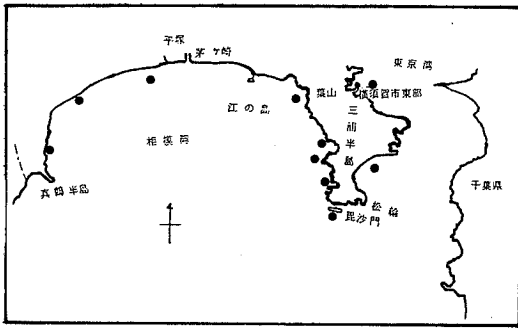 平塚
茅ヶ崎
東京湾
葉山
横須賀市東部
江の島
三浦半島
相模湾
千葉県
真鶴半島
松輪
毘沙門